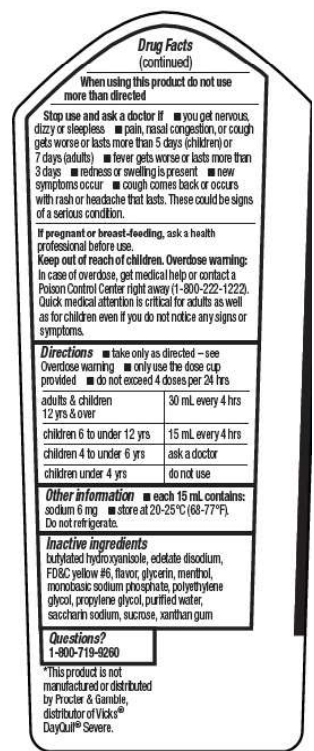 Drug Facts
(continued)
When using this product do not use
more than directed
Stop use and ask a doctor if ■ you get nervous,
dizzy or sleepless ■ pain, nasal congestion, or cough
gets worse or lasts more than 5 days (children) or
7 days (adults) ■ fever gets worse or lasts more than
3 days ■ redness or swelling is present ■ new
symptoms occur ■ cough comes back or occurs
with rash or headache that lasts. These could be signs
of a serious condition.
If pregnant or breast-feeding, ask a health
professional before use.
Keep out of reach of children. Overdose warning:
In case of overdose, get medical help or contact a
Poison Control Center right away (1-800-222-1222).
Quick medical attention is critical for adults as well
as for children even if you do not notice any signs or
symptoms.
Directions ■ take only as directed – see
Overdose warning ■ only use the dose cup
provided ■ do not exceed 4 doses per 24 hrs
adults & children 30 mL every 4 hrs
12 yrs & over
children 6 to under 12 yrs 15 mL every 4 hrs
children 4 to under 6 yrs ask a doctor
children under 4 yrs do not use
Other information ■ each 15 mL contains:
sodium 6 mg ■ store at 20-25°C (68-77°F).
Do not refrigerate.
Inactive ingredients
butylated hydroxyanisole, edetate disodium,
FD&C yellow #6, flavor, glycerin, menthol,
monobasic sodium phosphate, polyethylene
glycol, propylene glycol, purified water,
saccharin sodium, sucrose, xanthan gum
Questions?
1-800-719-9260
*This product is not
manufactured or distributed
by Procter & Gamble,
distributor of Vicks®
DayQuil® Severe.